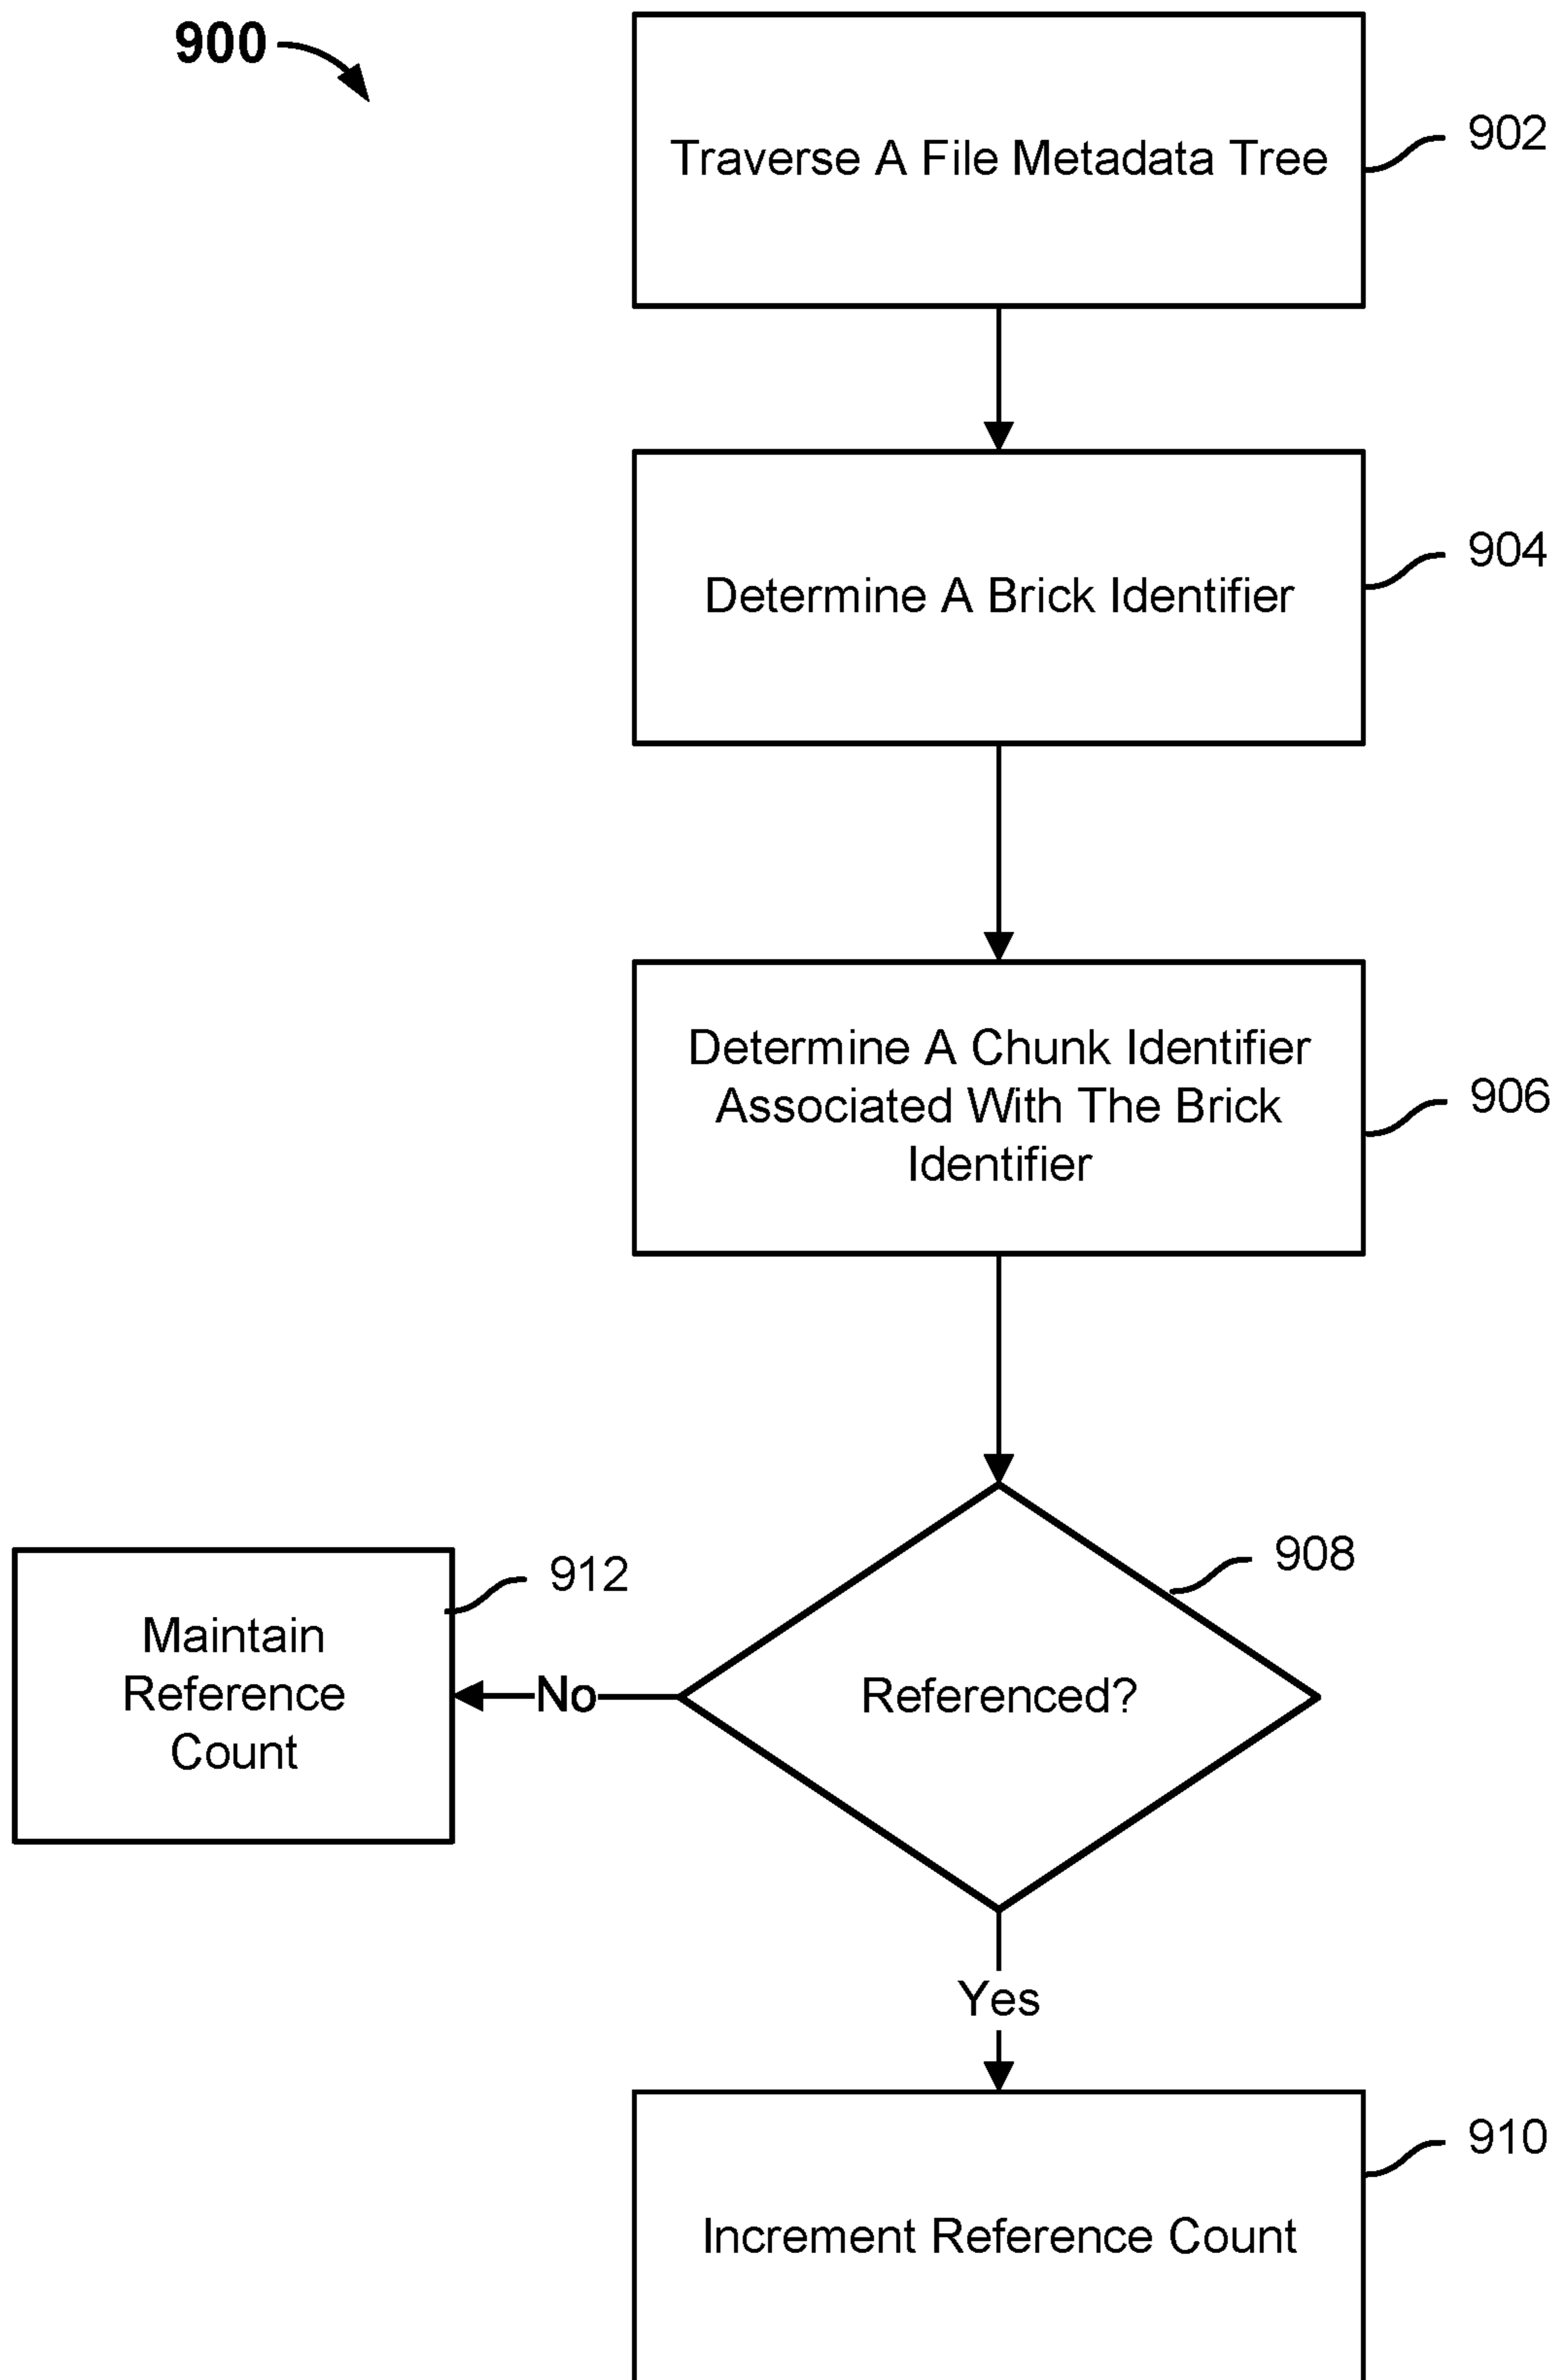 900
Traverse A File Metadata Tree
902
Determine A Brick Identifier
904
Determine A Chunk Identifier
Associated With The Brick
Identifier
906
Referenced?
908
No
Maintain
Reference
Count
912
Yes
Increment Reference Count
910